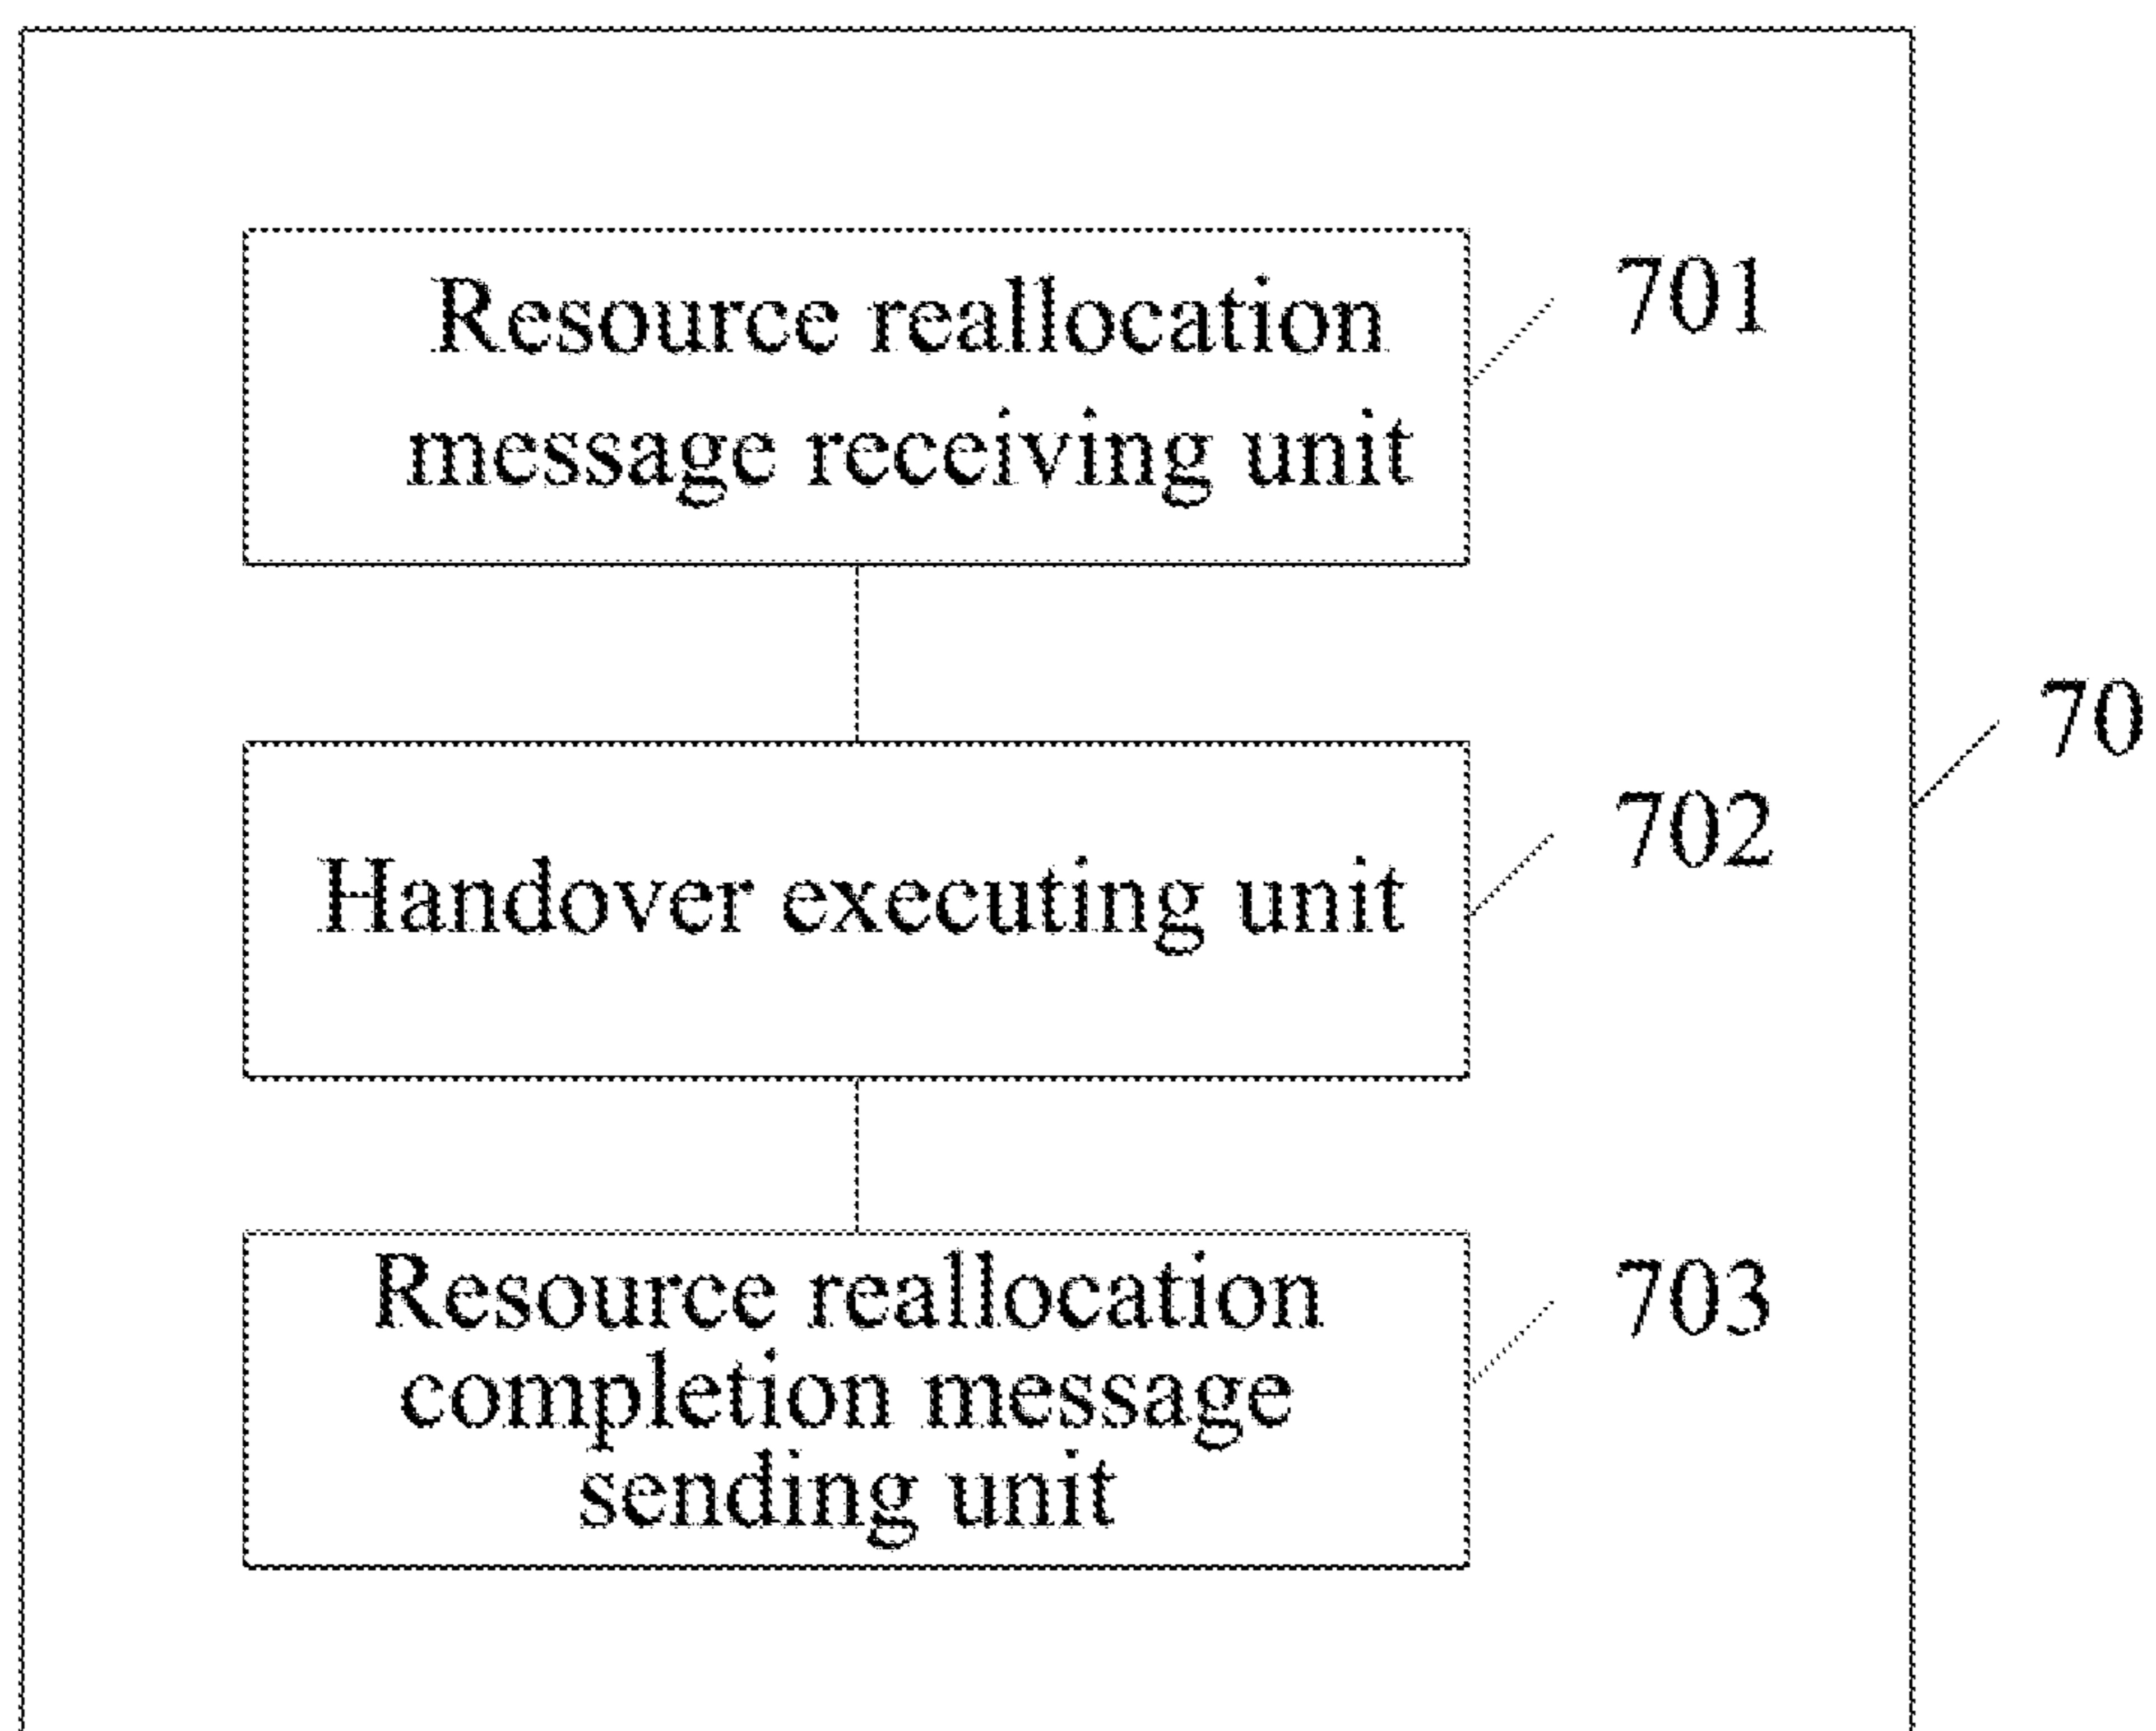 Resource reallocation
message receiving unit
701
70
Handover executing unit
702
Resource reallocation
completion message
sending unit
703